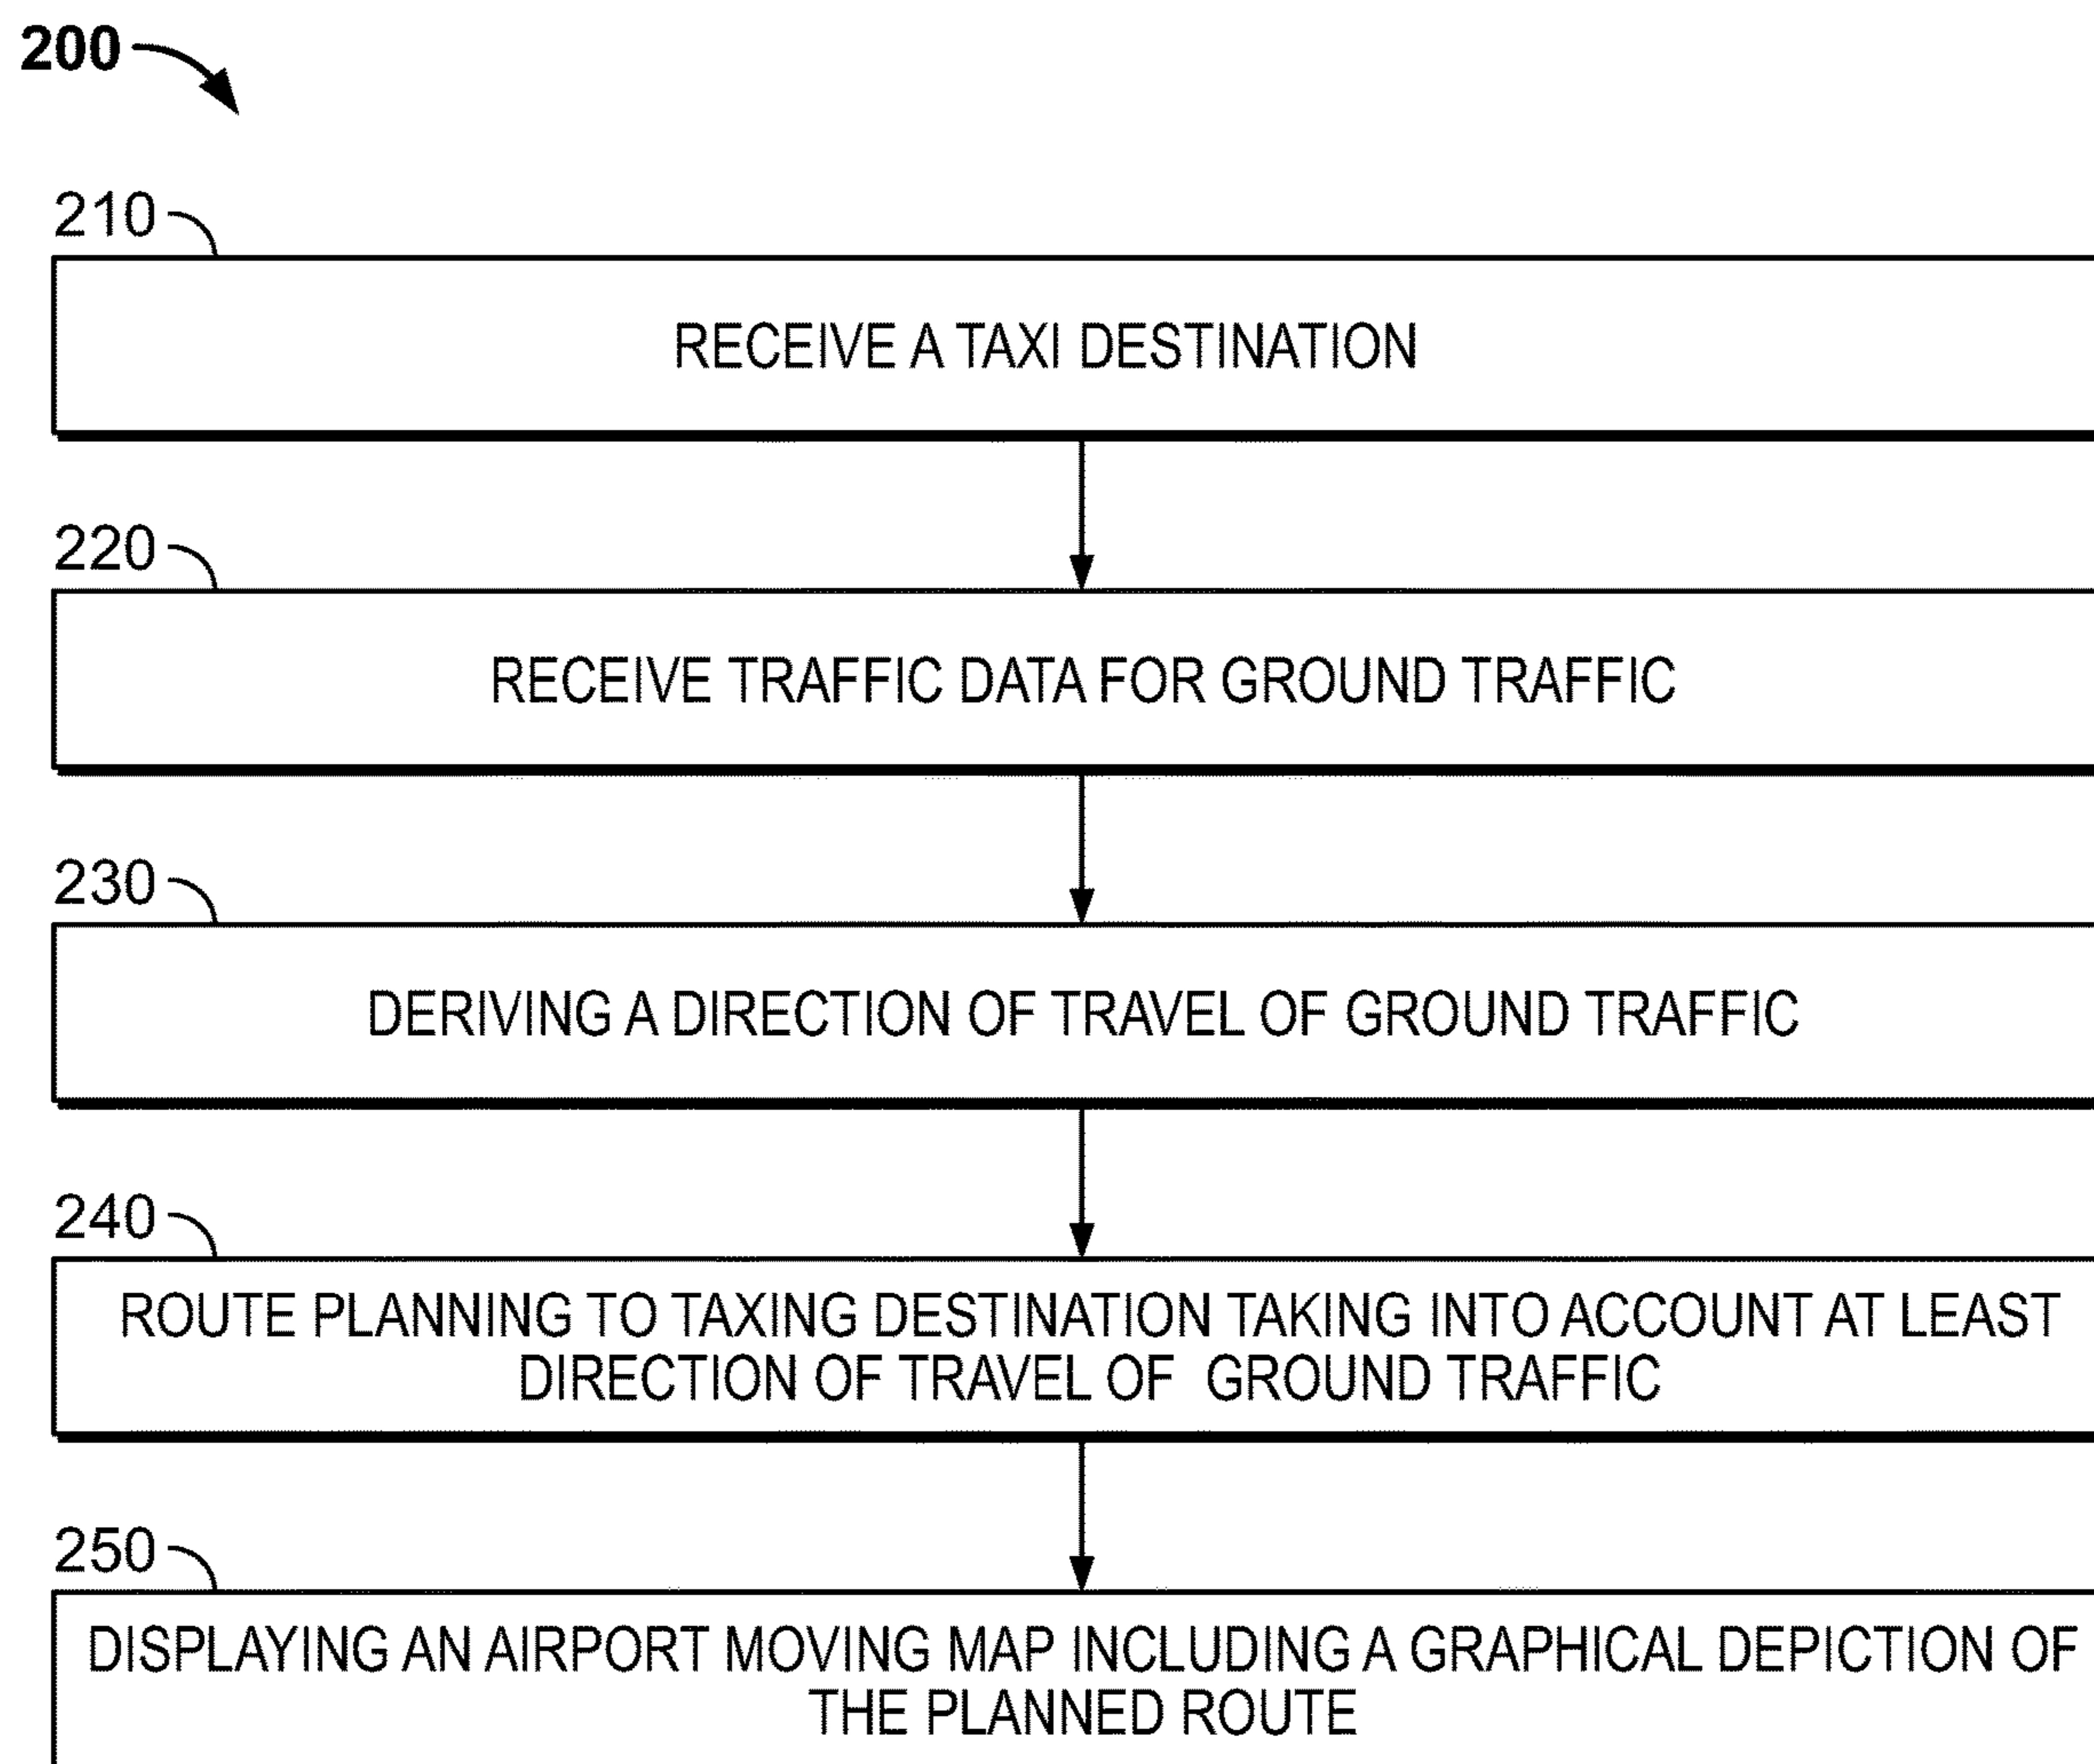 200
210
RECEIVE A TAXI DESTINATION
220
RECEIVE TRAFFIC DATA FOR GROUND TRAFFIC
230
DERIVING A DIRECTION OF TRAVEL OF GROUND TRAFFIC
240
ROUTE PLANNING TO TAXING DESTINATION TAKING INTO ACCOUNT AT LEAST
DIRECTION OF TRAVEL OF GROUND TRAFFIC
250
DISPLAYING AN AIRPORT MOVING MAP INCLUDING A GRAPHICAL DEPICTION OF
THE PLANNED ROUTE